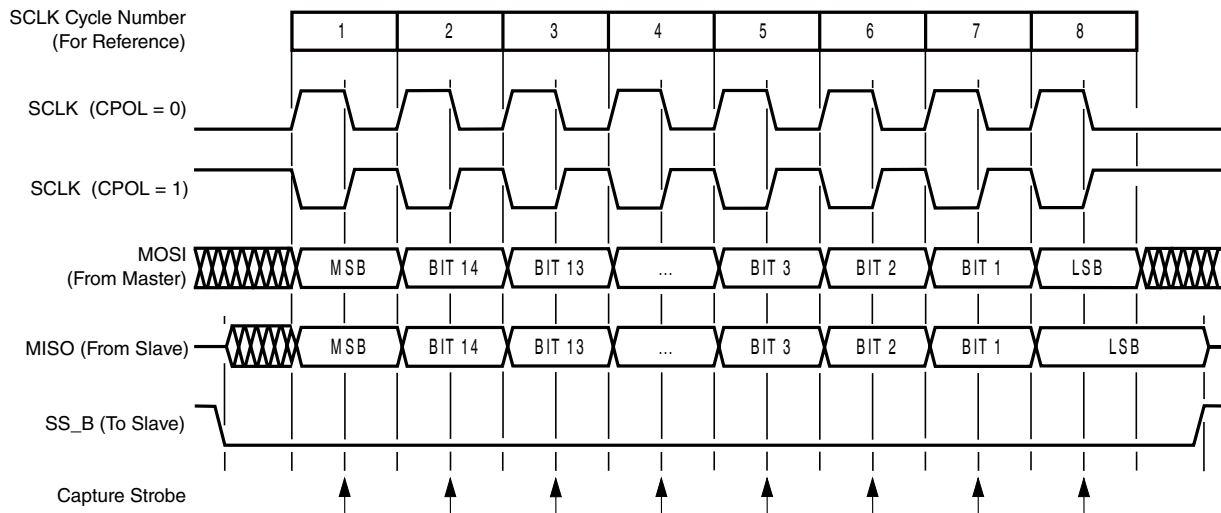 SCLK Cycle Number
(For Reference)
1 2 3 4 5 6 7 8
SCLK (CPOL = 0)
SCLK (CPOL = 1)
MOSI
(From Master)
MSB BIT 14 BIT 13 ... BIT 3 BIT 2 BIT 1 LSB
MISO (From Slave)
MSB BIT 14 BIT 13 ... BIT 3 BIT 2 BIT 1 LSB
SS_B (To Slave)
Capture Strobe